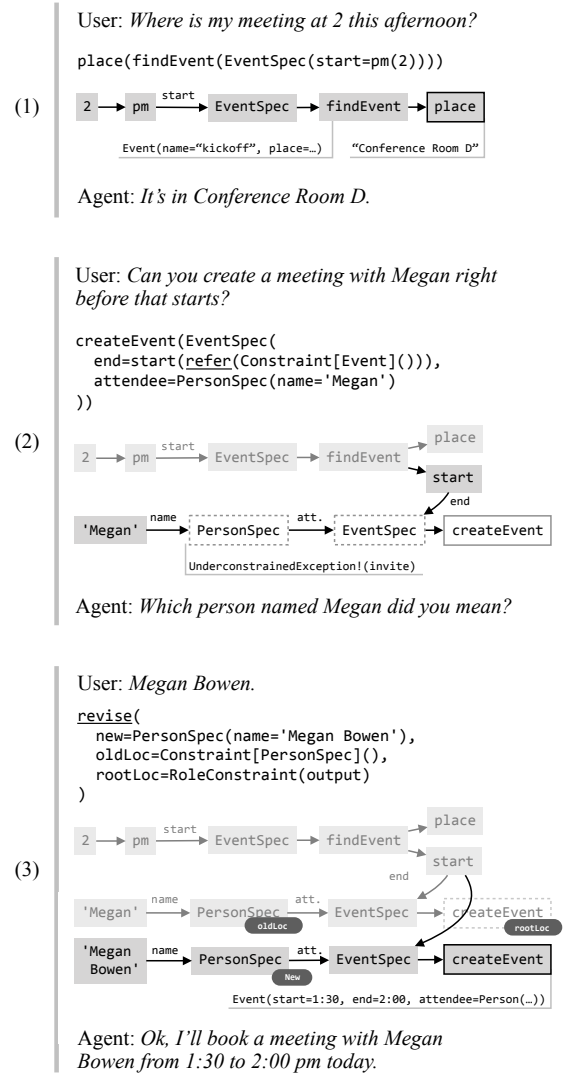 User: Where is my meeting at 2 this afternoon?
place(findEvent(EventSpec(start=pm(2))))
(1)
2 pm start EventSpec findEvent place
Event(name=“kickoff”, place=…) “Conference Room D”
Agent: It’s in Conference Room D.
User: Can you create a meeting with Megan right
before that starts?
createEvent(EventSpec(
end=start(refer(Constraint[Event]())),
attendee=PersonSpec(name='Megan')
))
(2)
place
2 pm start EventSpec findEvent
start
end
'Megan' name PersonSpec att. EventSpec createEvent
UnderconstrainedException!(invite)
Agent: Which person named Megan did you mean?
User: Megan Bowen.
revise(
new=PersonSpec(name='Megan Bowen'),
oldLoc=Constraint[PersonSpec](),
rootLoc=RoleConstraint(output)
)
(3)
place
2 pm start EventSpec findEvent
start
end
'Megan' name PersonSpec att. EventSpec createEvent
oldLoc rootLoc
'Megan
Bowen' name PersonSpec att. EventSpec createEvent
New
Event(start=1:30, end=2:00, attendee=Person(…))
Agent: Ok, I’ll book a meeting with Megan
Bowen from 1:30 to 2:00 pm today.